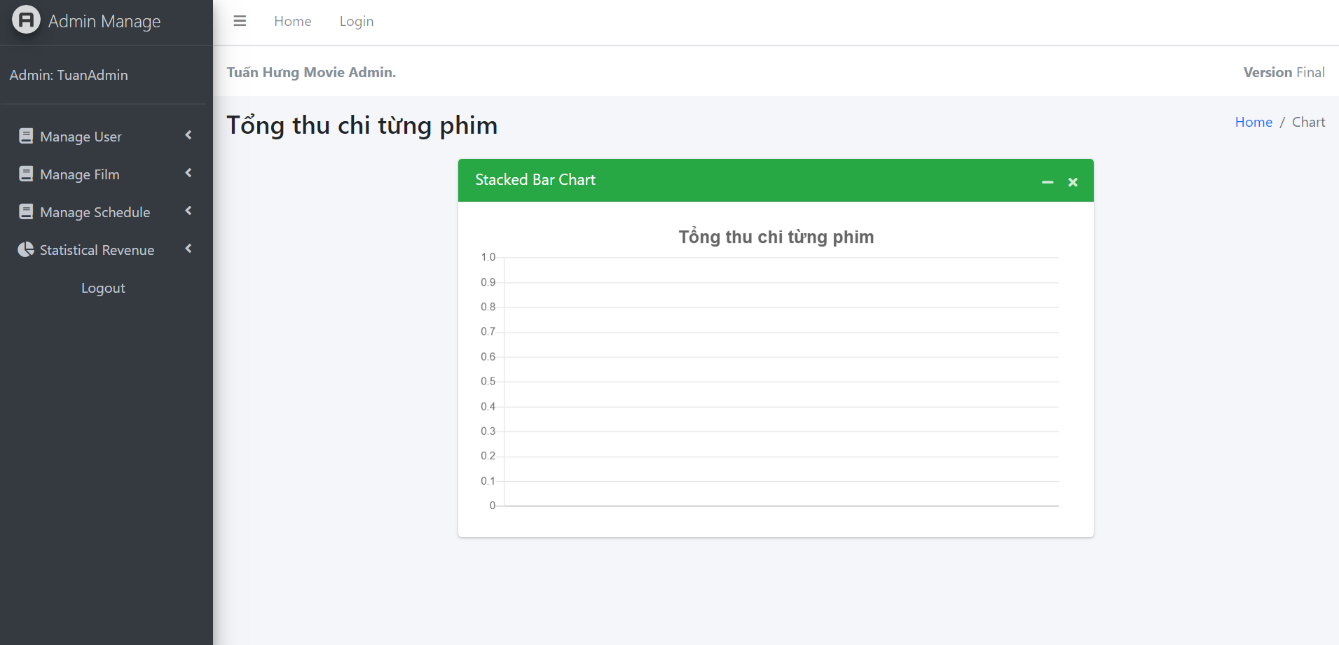 Admin Manage
Home
Login
Admin: TuanAdmin
Tuấn Hưng Movie Admin.
Version Final
Manage User
Manage Film
Manage Schedule
Statistical Revenue
Logout
Tổng thu chi từng phim
Home / Chart
Stacked Bar Chart
Tổng thu chi từng phim
1.0
0.9
0.8
0.7
0.6
0.5
0.4
0.3
0.2
0.1
0